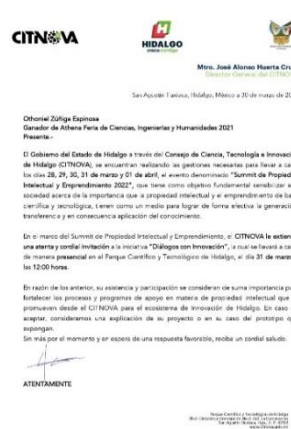 CITNOVA
HIDALGO
crece contigo
Mtro. José Alonso Huerta Cru
Director General del CITNOV
San Agustín Tlaxiaca, Hidalgo, México a 30 de marzo de 20
Othoniel Zúñiga Espinosa
Ganador de Athena Feria de Ciencias, Ingenierías y Humanidades 2021
Presente.-
El Gobierno del Estado de Hidalgo a través del Consejo de Ciencia, Tecnología e Innovaci
de Hidalgo (CITNOVA), se encuentran realizando las gestiones necesarias para llevar a ca
los días 28, 29, 30, 31 de marzo y 01 de abril, el evento denominado "Summit de Propied
Intelectual y Emprendimiento 2022", que tiene como objetivo fundamental sensibilizar a
sociedad acerca de la importancia que la propiedad intelectual y el emprendimiento de ba
científica y tecnológica, tienen como un medio para lograr de forma efectiva la generació
transferencia y en consecuencia aplicación del conocimiento.
En el marco del Summit de Propiedad Intelectual y Emprendimiento, el CITNOVA le extien
una atenta y cordial invitación a la iniciativa "Diálogos con Innovación", la cual se llevará a ca
de manera presencial en el Parque Científico y Tecnológico de Hidalgo, el día 31 de marzo
las 12:00 horas.
En razón de los anterior, su asistencia y participación se consideran de suma importancia pa
fortalecer los procesos y programas de apoyo en materia de propiedad intelectual que
promueven desde el CITNOVA para el ecosistema de Innovación de Hidalgo. En caso
aceptar, consideramos una explicación de su proyecto o en su caso del prototipo q
expongan.
Sin más por el momento y en espera de una respuesta favorable, reciba un cordial saludo.
ATENTAMENTE
Parque Científico y Tecnológico de Hidalgo